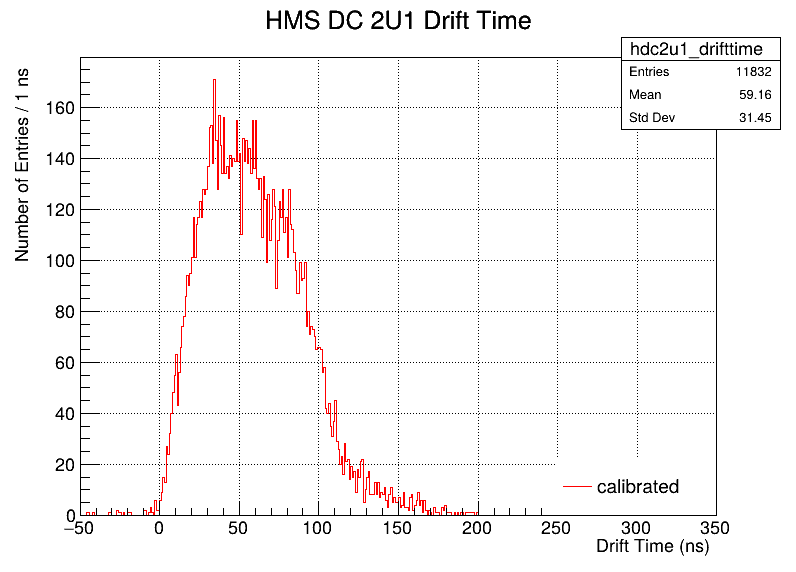 HMS DC 2U1 Drift Time
hdc2u1_drifttime
Entries 11832
Mean 59.16
Std Dev 31.45
Number of Entries / 1 ns
160
140
120
100
80
60
40
20
0
−50 0 50 100 150 200 250 300 350
calibrated
Drift Time (ns)